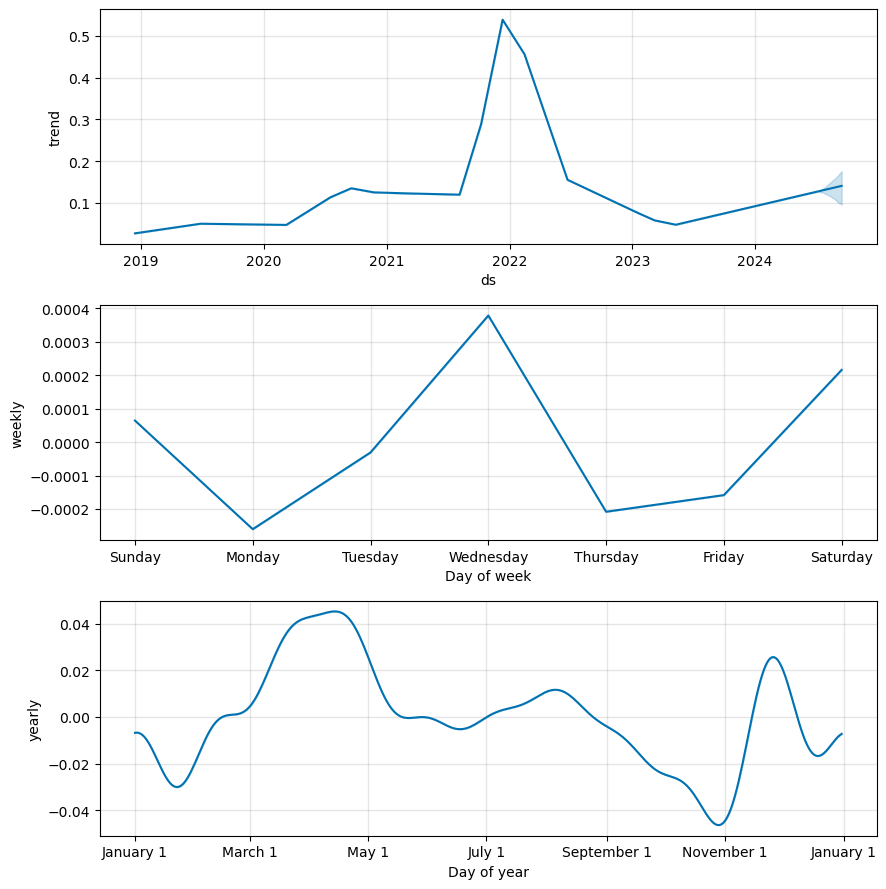 0.5
0.4
0.3
0.2
0.1
trend
2019 2020 2021 2022 2023 2024
ds
0.0004
0.0003
0.0002
0.0001
0.0000
−0.0001
−0.0002
weekly
Sunday Monday Tuesday Wednesday Thursday Friday Saturday
Day of week
0.04
0.02
0.00
−0.02
−0.04
yearly
January 1 March 1 May 1 July 1 September 1 November 1 January 1
Day of year